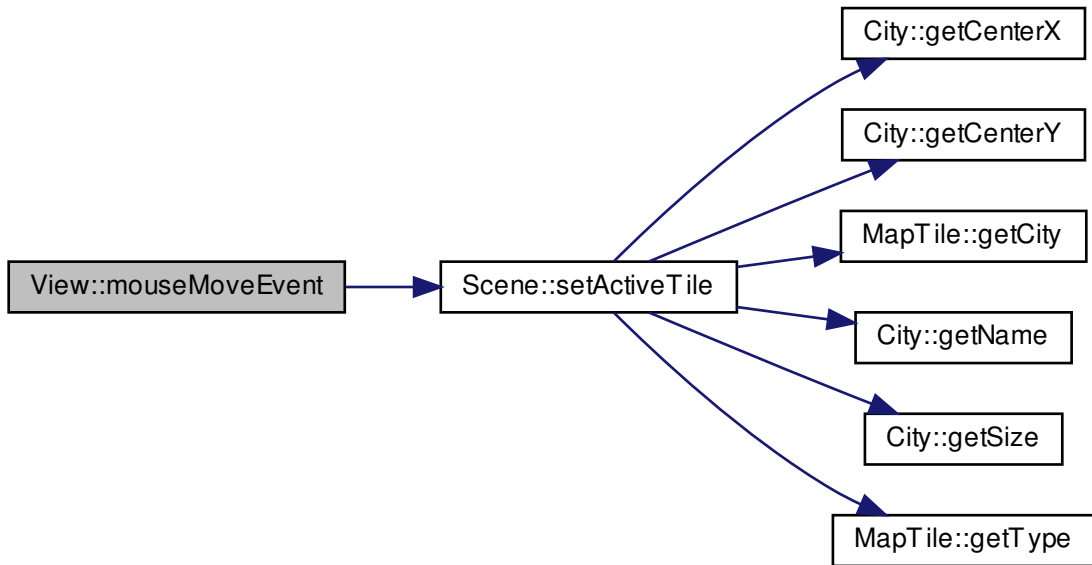 City::getCenterX
City::getCenterY
MapTile::getCity
View::mouseMoveEvent
Scene::setActiveTile
City::getName
City::getSize
MapTile::getType